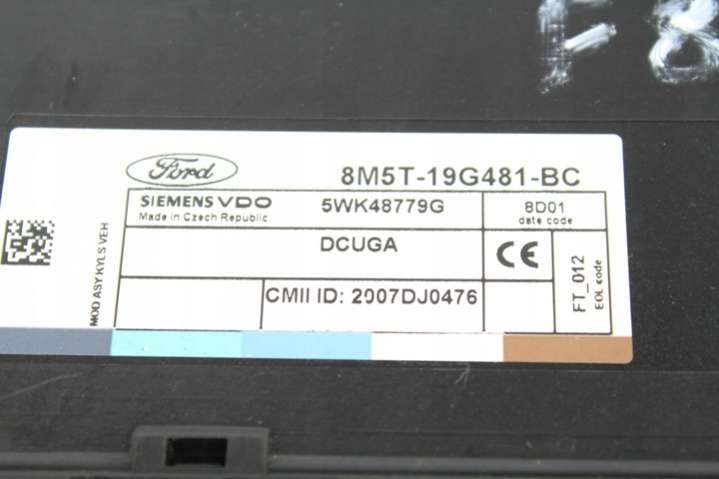 F8
Ford
8M5T-19G481-BC
SIEMENS VDO
Made in Czech Republic
5WK48779G
8D01
date code
DCUGA
CE
CMII ID: 2007DJ0476
FT_012
EOL code
MOD ASY KYLS VEH